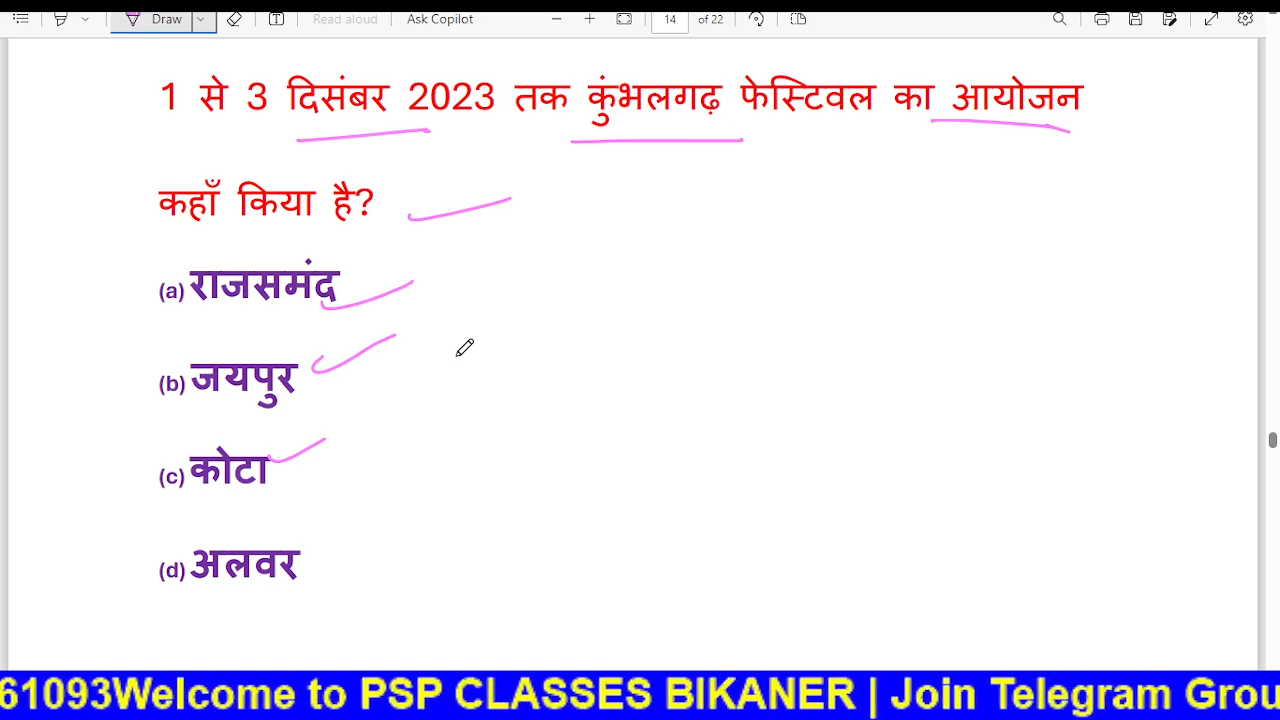 Draw
Read aloud
Ask Copilot
14
of 22
1 से 3 दिसंबर 2023 तक कुंभलगढ़ फेस्टिवल का आयोजन
कहाँ किया है?
(a) राजसमंद
(b) जयपुर
(c) कोटा
(d) अलवर
61093Welcome to PSP CLASSES BIKANER | Join Telegram Grou